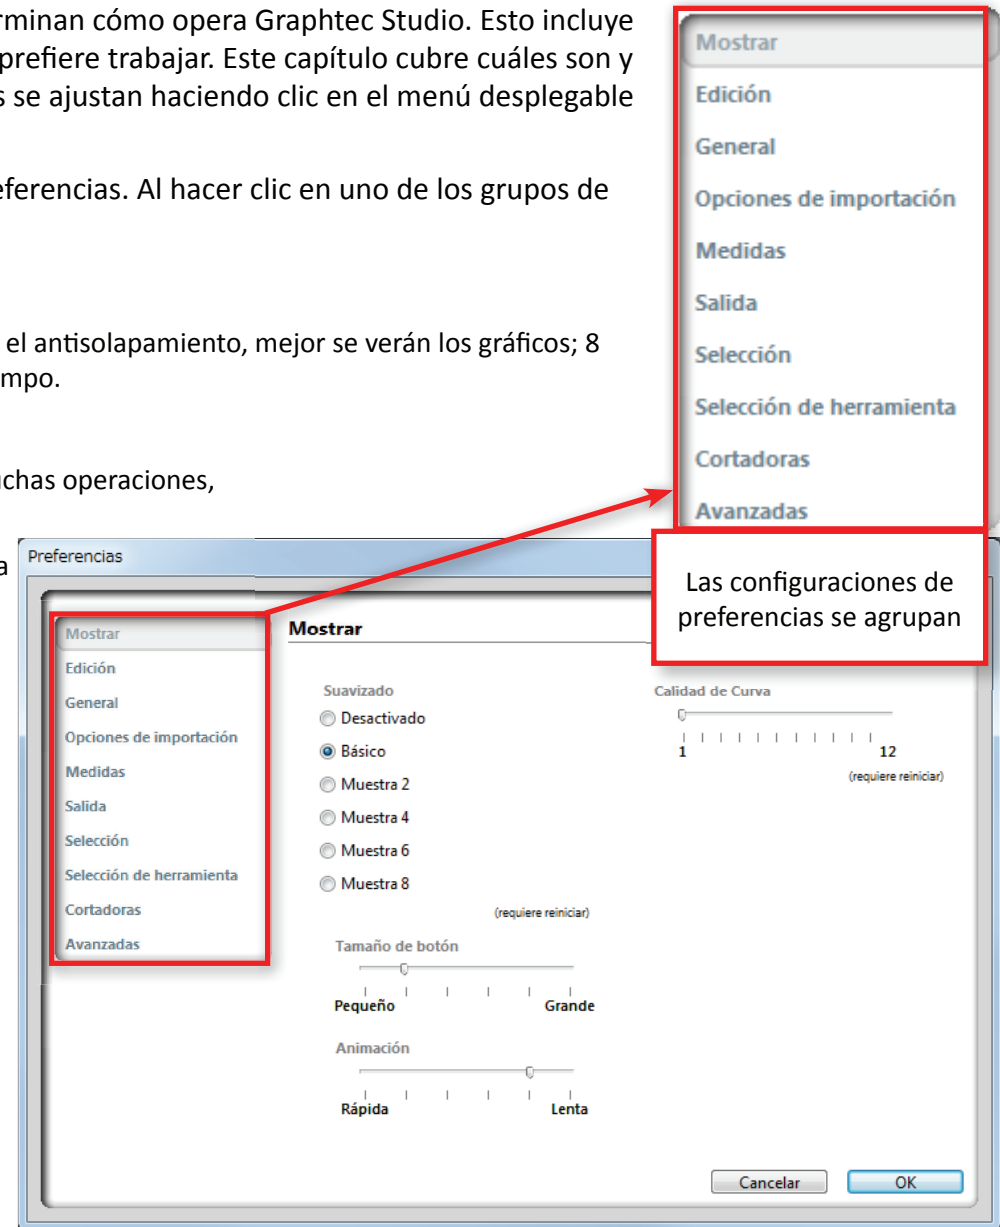 rminan cómo opera Graphtec Studio. Esto incluye
prefiere trabajar. Este capítulo cubre cuáles son y
s se ajustan haciendo clic en el menú desplegable
eferencias. Al hacer clic en uno de los grupos de
el antisolapamiento, mejor se verán los gráficos; 8
mpo.
uchas operaciones,
a
Mostrar
Edición
General
Opciones de importación
Medidas
Salida
Selección
Selección de herramienta
Cortadoras
Avanzadas
Las configuraciones de
preferencias se agrupan
Preferencias
Mostrar
Edición
General
Opciones de importación
Medidas
Salida
Selección
Selección de herramienta
Cortadoras
Avanzadas
Mostrar
Suavizado
Desactivado
Básico
Muestra 2
Muestra 4
Muestra 6
Muestra 8
(requiere reiniciar)
Tamaño de botón
Pequeño Grande
Animación
Rápida Lenta
Calidad de Curva
1 12
(requiere reiniciar)
Cancelar OK